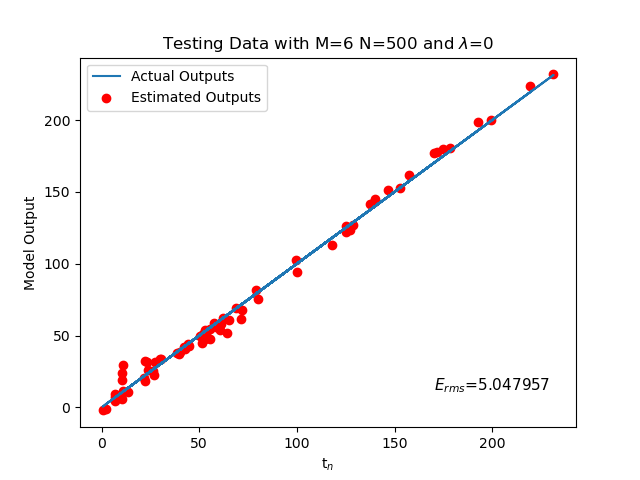 Testing Data with M=6 N=500 and λ=0
Actual Outputs
Estimated Outputs
Model Output
200
150
100
50
0
E_rms=5.047957
0 50 100 150 200
t_n